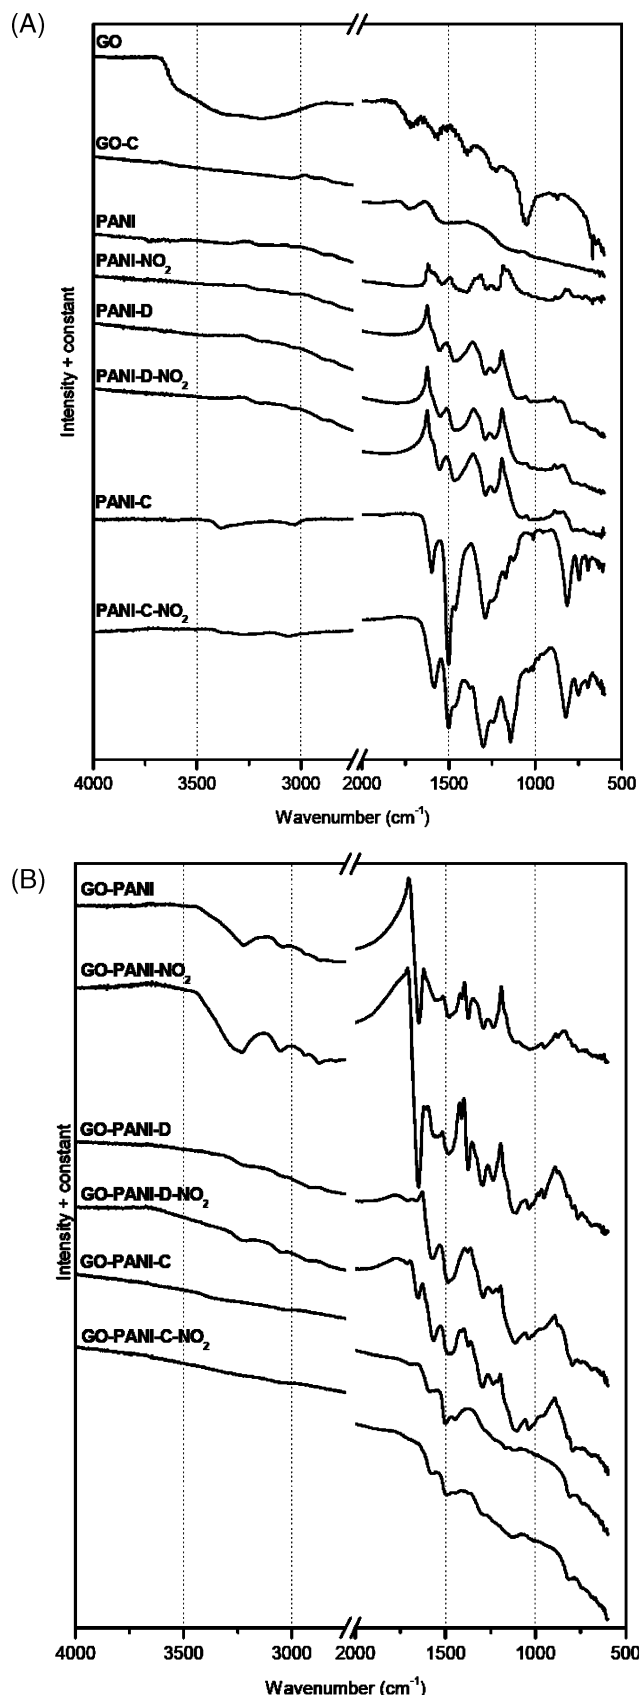 (A)
GO
GO-C
PANI
PANI-NO₂
PANI-D
PANI-D-NO₂
PANI-C
PANI-C-NO₂
Intensity + constant
4000 3500 3000 2000 1500 1000 500
Wavenumber (cm⁻¹)
(B)
GO-PANI
GO-PANI-NO₂
GO-PANI-D
GO-PANI-D-NO₂
GO-PANI-C
GO-PANI-C-NO₂
Intensity + constant
4000 3500 3000 2000 1500 1000 500
Wavenumber (cm⁻¹)